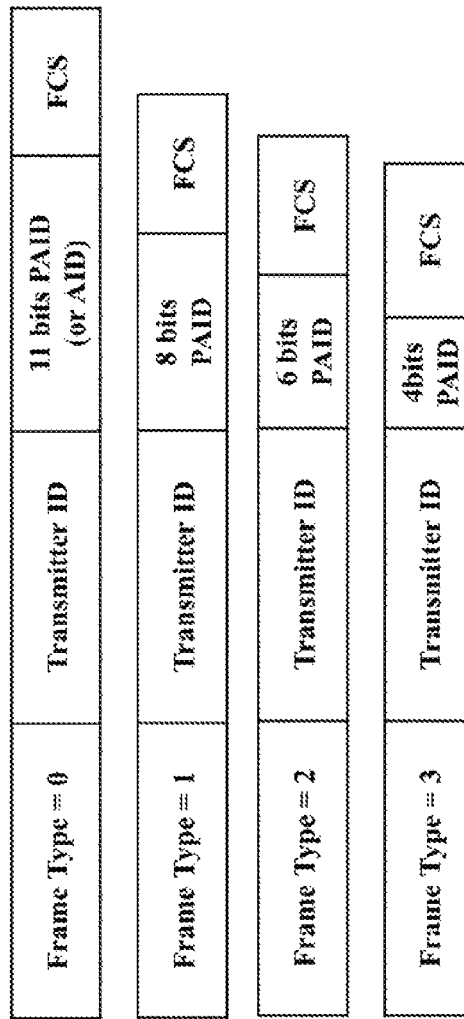 Frame Type = 0
Transmitter ID
11 bits PAID
(or AID)
FCS
Frame Type = 1
Transmitter ID
8 bits
PAID
FCS
Frame Type = 2
Transmitter ID
6 bits
PAID
FCS
Frame Type = 3
Transmitter ID
4bits
PAID
FCS